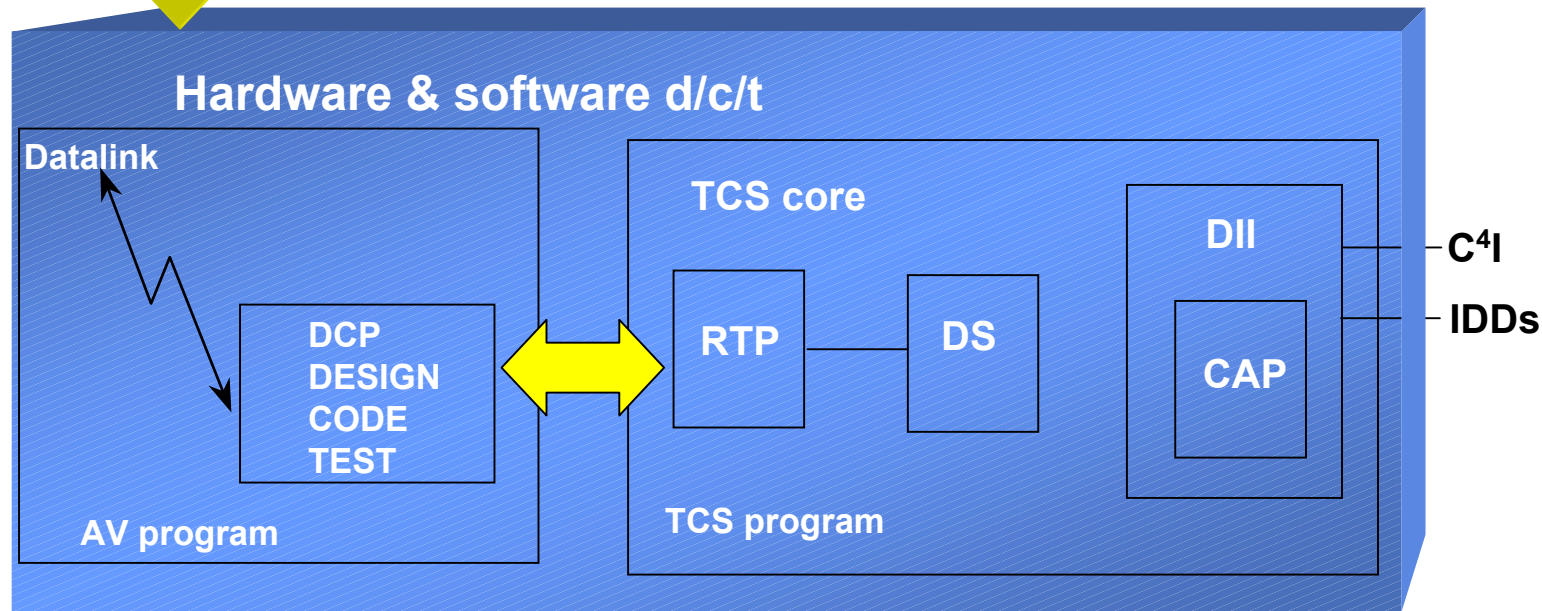 Hardware & software d/c/t
Datalink
DCP
DESIGN
CODE
TEST
AV program
TCS core
RTP
DS
DII
CAP
TCS program
C⁴I
IDDs